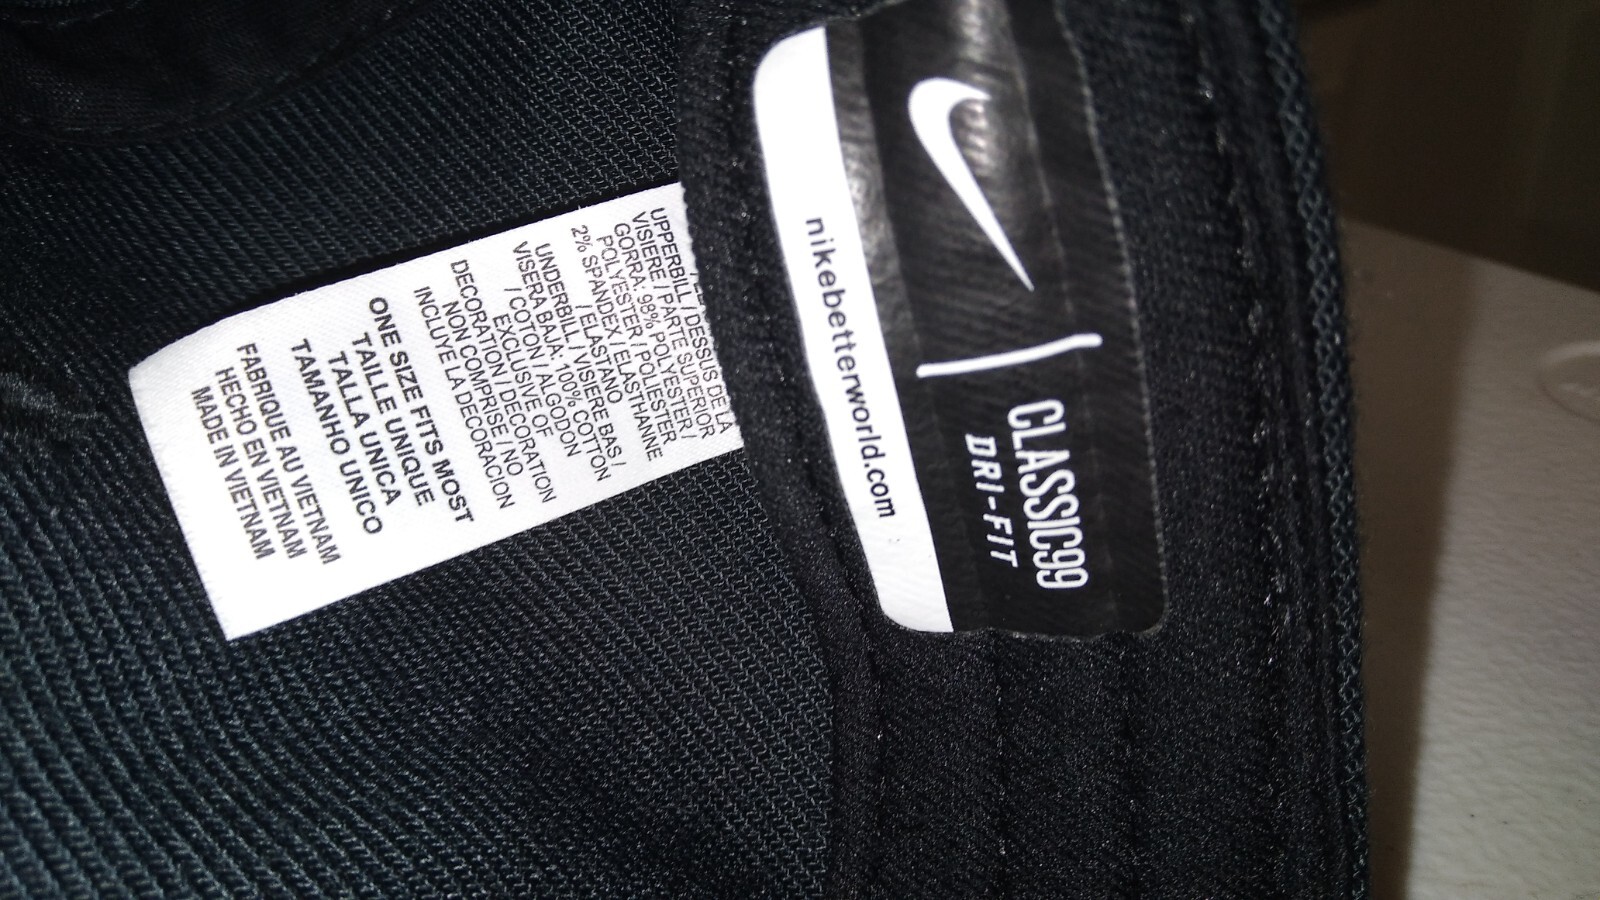 UPPERBILL / DESSUS DE LA
VISIERE / PARTE SUPERIOR
GORRA: 98% POLYESTER /
POLYESTER / POLIESTER
2% SPANDEX / ELASTHANNE
/ ELASTANO
UNDERBILL / VISIERE BAS /
VISERA BAJA: 100% COTTON
/ COTON / ALGODON
EXCLUSIVE OF
DECORATION / DECORATION
NON COMPRISE / NO
INCLUYE LA DECORACION
ONE SIZE FITS MOST
TAILLE UNIQUE
TALLA UNICA
TAMANHO UNICO
FABRIQUE AU VIETNAM
HECHO EN VIETNAM
MADE IN VIETNAM
CLASSIC99
DRI-FIT
nikebetterworld.com